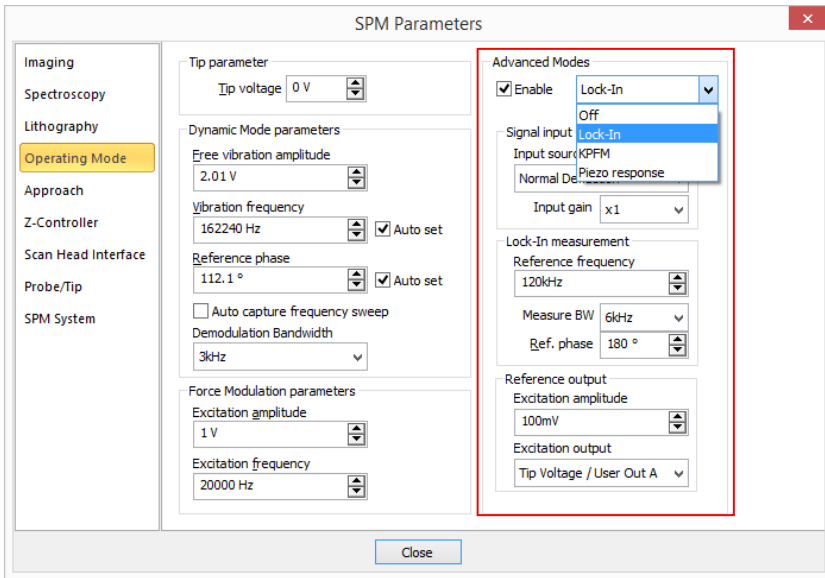 SPM Parameters
Imaging
Spectroscopy
Lithography
Operating Mode
Approach
Z-Controller
Scan Head Interface
Probe/Tip
SPM System
Tip parameter
Tip voltage 0 V
Dynamic Mode parameters
Free vibration amplitude
2.01 V
Vibration frequency
162240 Hz Auto set
Reference phase
112.1 ° Auto set
Auto capture frequency sweep
Demodulation Bandwidth
3kHz
Force Modulation parameters
Excitation amplitude
1 V
Excitation frequency
20000 Hz
Advanced Modes
Enable Lock-In
Off
Lock-In
KPFM
Piezo response
Signal input
Input
Normal
Input gain x1
Lock-In measurement
Reference frequency
120kHz
Measure BW 6kHz
Ref. phase 180 °
Reference output
Excitation amplitude
100mV
Excitation output
Tip Voltage / User Out A
Close